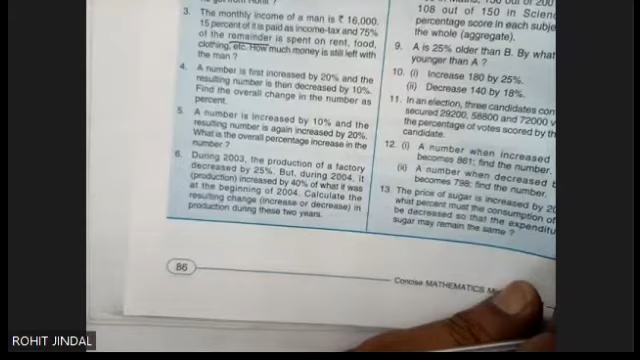 3. The monthly income of a man is ₹ 16,000.
15 percent of it is paid as income-tax and 75%
of the remainder is spent on rent, food,
clothing, etc. How much money is still left with
the man ?
4. A number is first increased by 20% and the
resulting number is then decreased by 10%.
Find the overall change in the number as
percent.
5. A number is increased by 10% and the
resulting number is again increased by 20%.
What is the overall percentage increase in the
number ?
6. During 2003, the production of a factory
decreased by 25%. But, during 2004, it
(production) increased by 40% of what it was
at the beginning of 2004. Calculate the
resulting change (increase or decrease) in
production during these two years.
108 out of 150 in Scien
percentage score in each subje
the whole (aggregate).
9. A is 25% older than B. By what
younger than A ?
10. (i) Increase 180 by 25%.
(ii) Decrease 140 by 18%.
11. In an election, three candidates con
secured 29200, 58800 and 72000 v
the percentage of votes scored by th
candidate.
12. (i) A number when increased
becomes 861; find the number.
(ii) A number when decreased
becomes 798; find the number.
13. The price of sugar is increased by 20
what percent must the consumption of
be decreased so that the expenditu
sugar may remain the same ?
86
Concise MATHEMATICS
ROHIT JINDAL